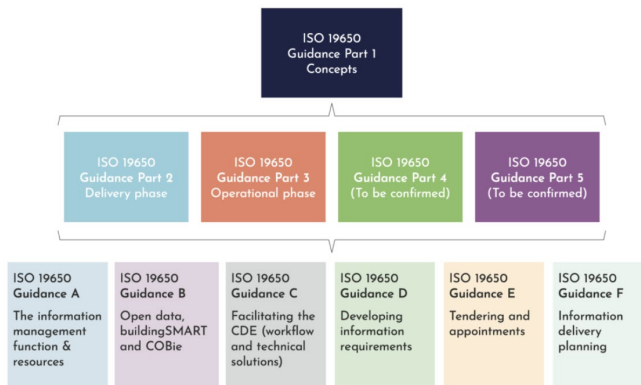 ISO 19650
Guidance Part 1
Concepts
ISO 19650
Guidance Part 2
Delivery phase
ISO 19650
Guidance Part 3
Operational phase
ISO 19650
Guidance Part 4
(To be confirmed)
ISO 19650
Guidance Part 5
(To be confirmed)
ISO 19650
Guidance A
The information
management
function &
resources
ISO 19650
Guidance B
Open data,
buildingSMART
and COBie
ISO 19650
Guidance C
Facilitating the
CDE (workflow
and technical
solutions)
ISO 19650
Guidance D
Developing
information
requirements
ISO 19650
Guidance E
Tendering and
appointments
ISO 19650
Guidance F
Information
delivery
planning